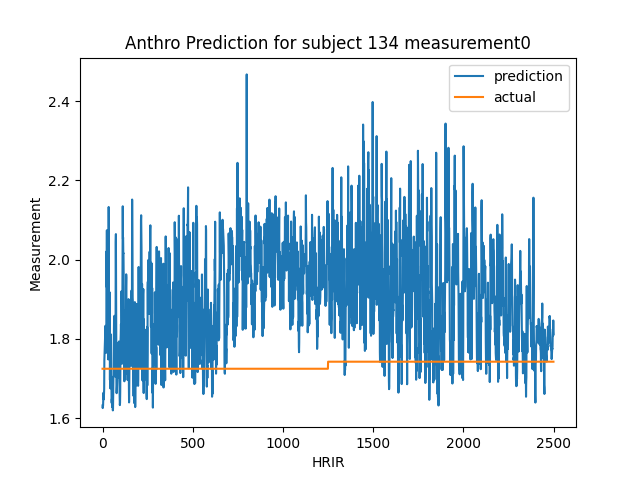 Anthro Prediction for subject 134 measurement0
prediction
actual
Measurement
2.4
2.2
2.0
1.8
1.6
0
500
1000
1500
2000
2500
HRIR